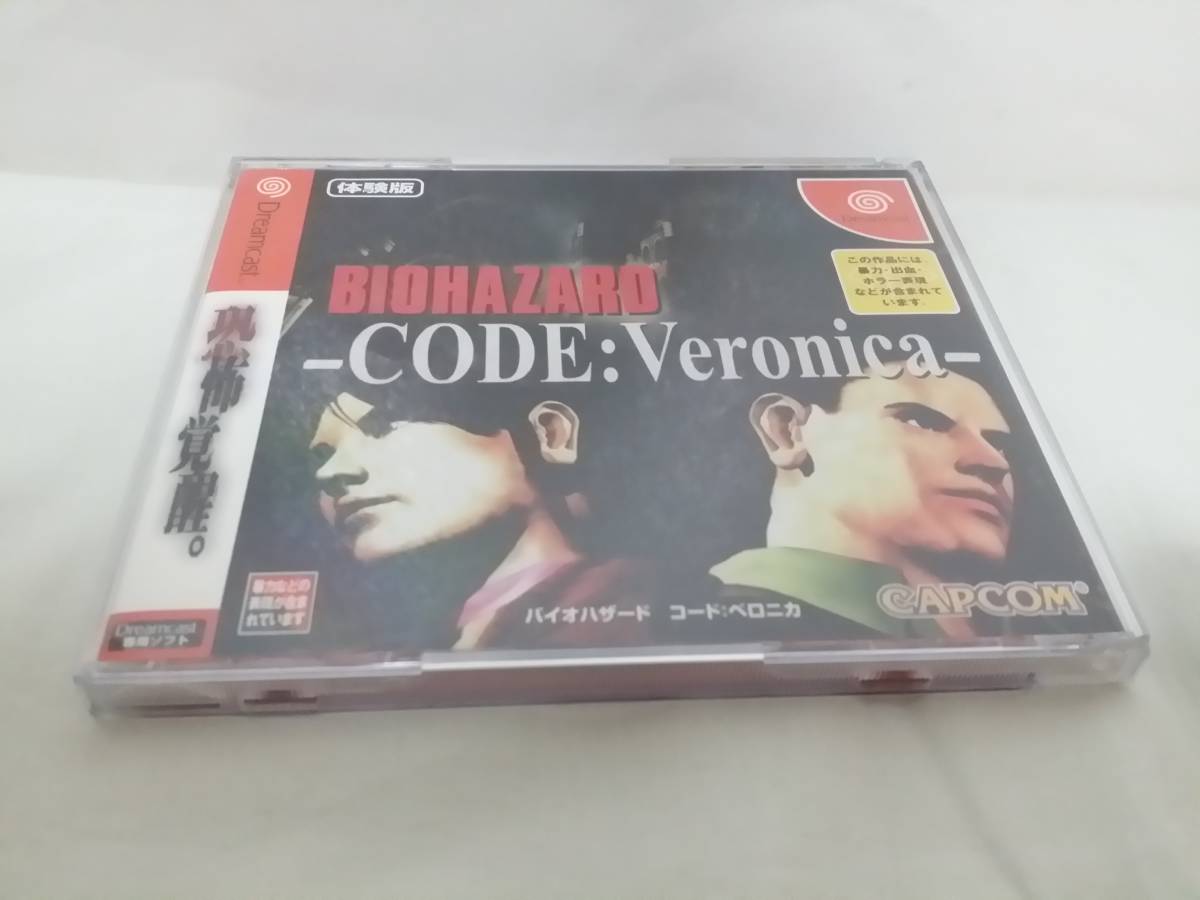 Dreamcast
体験版
Dreamcast
この作品には、
暴力・出血・
ホラー表現
などが含まれて
います。
BIOHAZARD
-CODE:Veronica-
恐怖覚醒。
暴力などの
表現が含ま
れています
バイオハザード コード:ベロニカ
CAPCOM
Dreamcast
専用ソフト